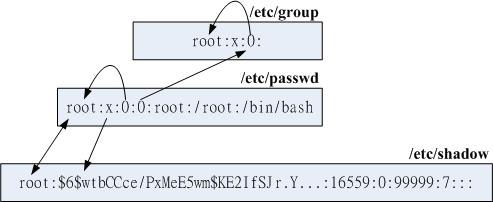 /etc/group
root:x:0:
/etc/passwd
root:x:0:0:root:/root:/bin/bash
/etc/shadow
root:$6$wtbCCce/PxMeE5wm$KE2IfSJr.Y...:16559:0:99999:7:::